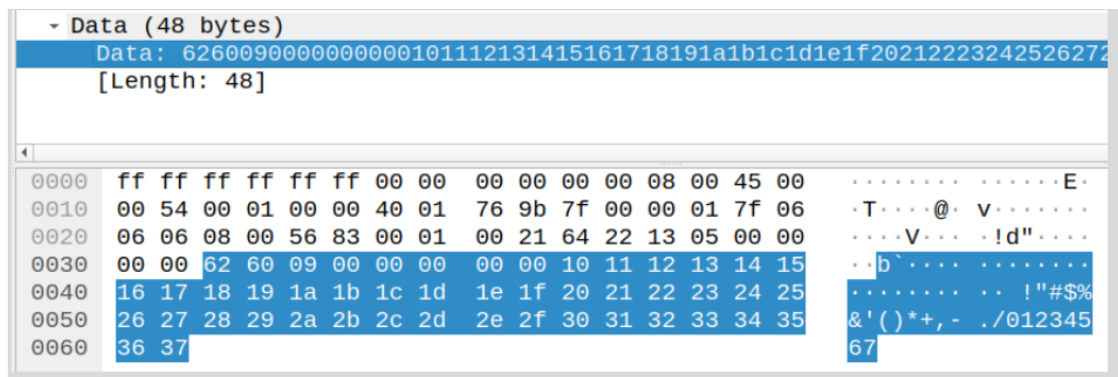 Data (48 bytes)
Data: 6260090000000000101112131415161718191a1b1c1d1e1f20212223242526272
[Length: 48]
0000 ff ff ff ff ff ff 00 00 00 00 00 00 08 00 45 00 ········ ······E·
0010 00 54 00 01 00 00 40 01 76 9b 7f 00 00 01 7f 06 ·T····@· v·······
0020 06 06 08 00 56 83 00 01 00 21 64 22 13 05 00 00 ····V··· ·!d"····
0030 00 00 62 60 09 00 00 00 00 00 10 11 12 13 14 15 ··b`···· ········
0040 16 17 18 19 1a 1b 1c 1d 1e 1f 20 21 22 23 24 25 ········ ·· !"#$%
0050 26 27 28 29 2a 2b 2c 2d 2e 2f 30 31 32 33 34 35 &'()*+,- ./012345
0060 36 37 67